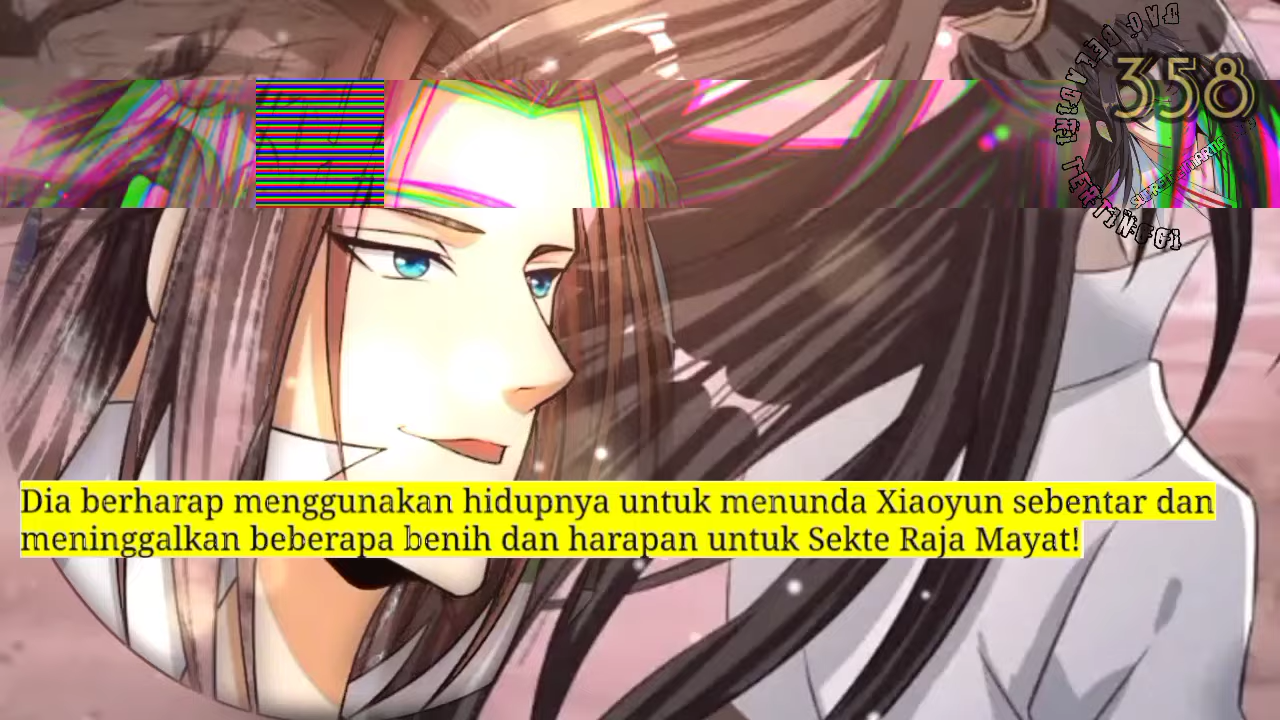 358
TERTINGGI
Dia berharap menggunakan hidupnya untuk menunda Xiaoyun sebentar dan
meninggalkan beberapa benih dan harapan untuk Sekte Raja Mayat!